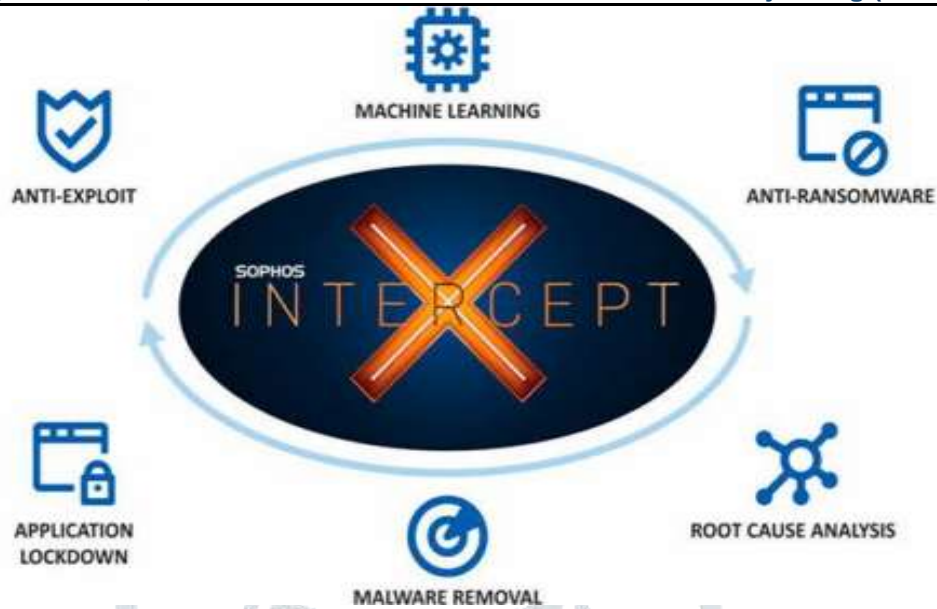 MACHINE LEARNING
ANTI-EXPLOIT
ANTI-RANSOMWARE
SOPHOS
INTERCEPT
X
APPLICATION
LOCKDOWN
ROOT CAUSE ANALYSIS
MALWARE REMOVAL